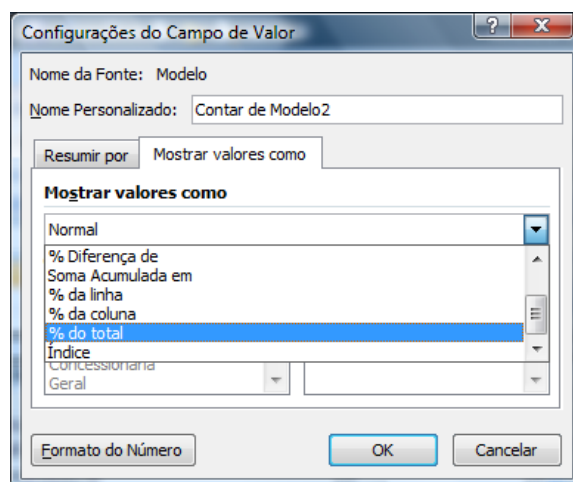 Configurações do Campo de Valor
?
X
Nome da Fonte: Modelo
Nome Personalizado: Contar de Modelo2
Resumir por Mostrar valores como
Mostrar valores como
Normal
% Diferença de
Soma Acumulada em
% da linha
% da coluna
% do total
Índice
Concessionária
Geral
Formato do Número OK Cancelar